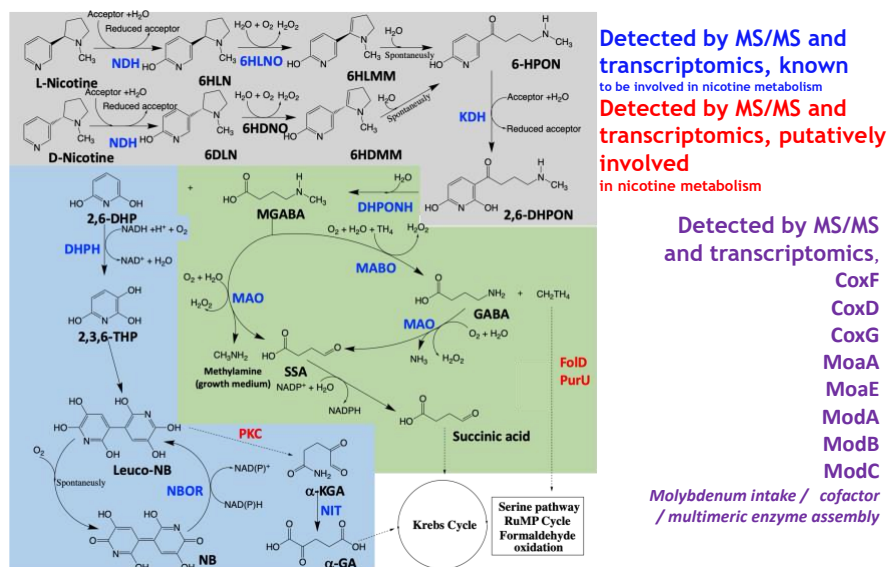 Acceptor +H₂O
Reduced acceptor
NDH
L-Nicotine
HO
N
CH₃
6HLN
H₂O + O₂ H₂O₂
6HLNO
6HLMM
H₂O
Spontaneously
6-HPON
Acceptor +H₂O
Reduced acceptor
NDH
D-Nicotine
6DLN
H₂O + O₂ H₂O₂
6HDNO
6HDMM
H₂O
Spontaneously
KDH
Acceptor +H₂O
Reduced acceptor
2,6-DHPON
H₂O
DHPONH
MGABA
+
2,6-DHP
DHPH
NADH +H⁺ + O₂
NAD⁺ + H₂O
2,3,6-THP
O₂ + H₂O + TH₄
H₂O₂
MABO
O₂ + H₂O
H₂O₂
MAO
NH₂
GABA
+
CH₂TH₄
MAO
O₂ + H₂O
NH₃
H₂O₂
CH₃NH₂
Methylamine
(growth medium)
SSA
NADP⁺ + H₂O
NADPH
FolD
PurU
Succinic acid
Leuco-NB
PKC
O₂
Spontaneusly
NBOR
NAD(P)⁺
NAD(P)H
NB
α-KGA
NIT
α-GA
Krebs Cycle
Serine pathway
RuMP Cycle
Formaldehyde
oxidation
Detected by MS/MS and
transcriptomics, known
to be involved in nicotine metabolism
Detected by MS/MS and
transcriptomics, putatively
involved
in nicotine metabolism
Detected by MS/MS
and transcriptomics,
CoxF
CoxD
CoxG
MoaA
MoaE
ModA
ModB
ModC
Molybdenum intake / cofactor
/ multimeric enzyme assembly